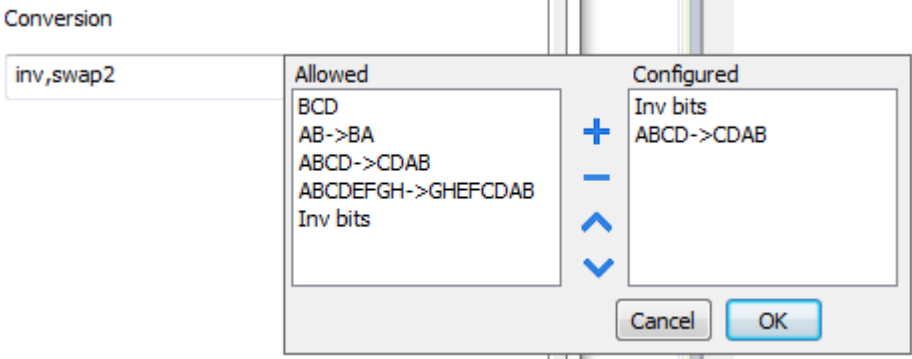 Conversion
inv,swap2
Allowed
BCD
AB->BA
ABCD->CDAB
ABCDEFGH->GHEFCDAB
Inv bits
Configured
Inv bits
ABCD->CDAB
Cancel
OK